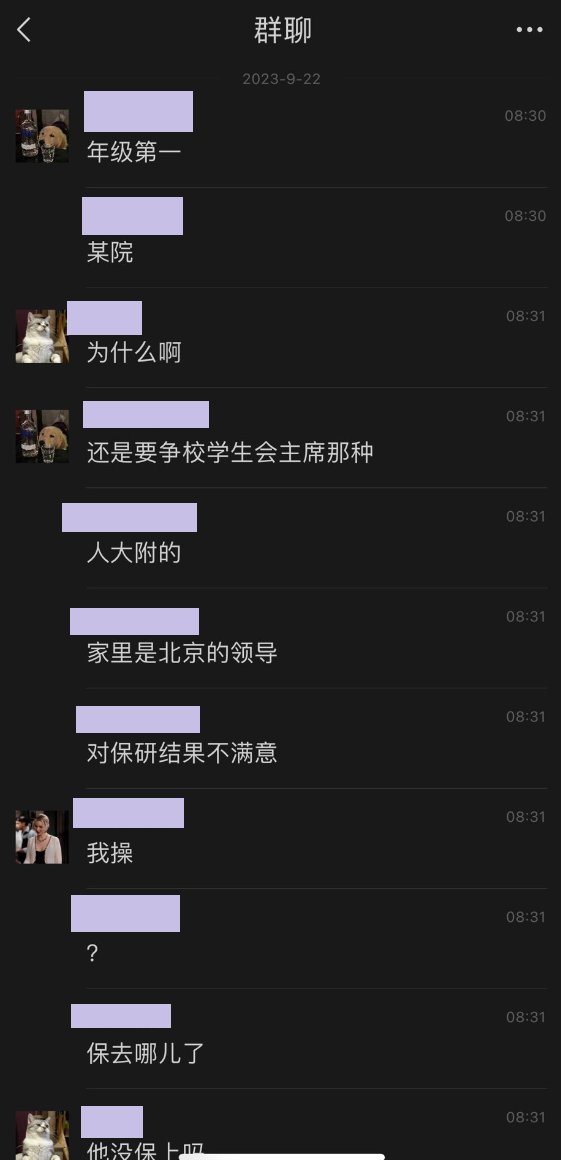 群聊
2023-9-22
08:30
年级第一
08:30
某院
08:31
为什么啊
08:31
还是要争校学生会主席那种
08:31
人大附的
08:31
家里是北京的领导
08:31
对保研结果不满意
08:31
我操
08:31
?
08:31
保去哪儿了
08:31
他没保上吗